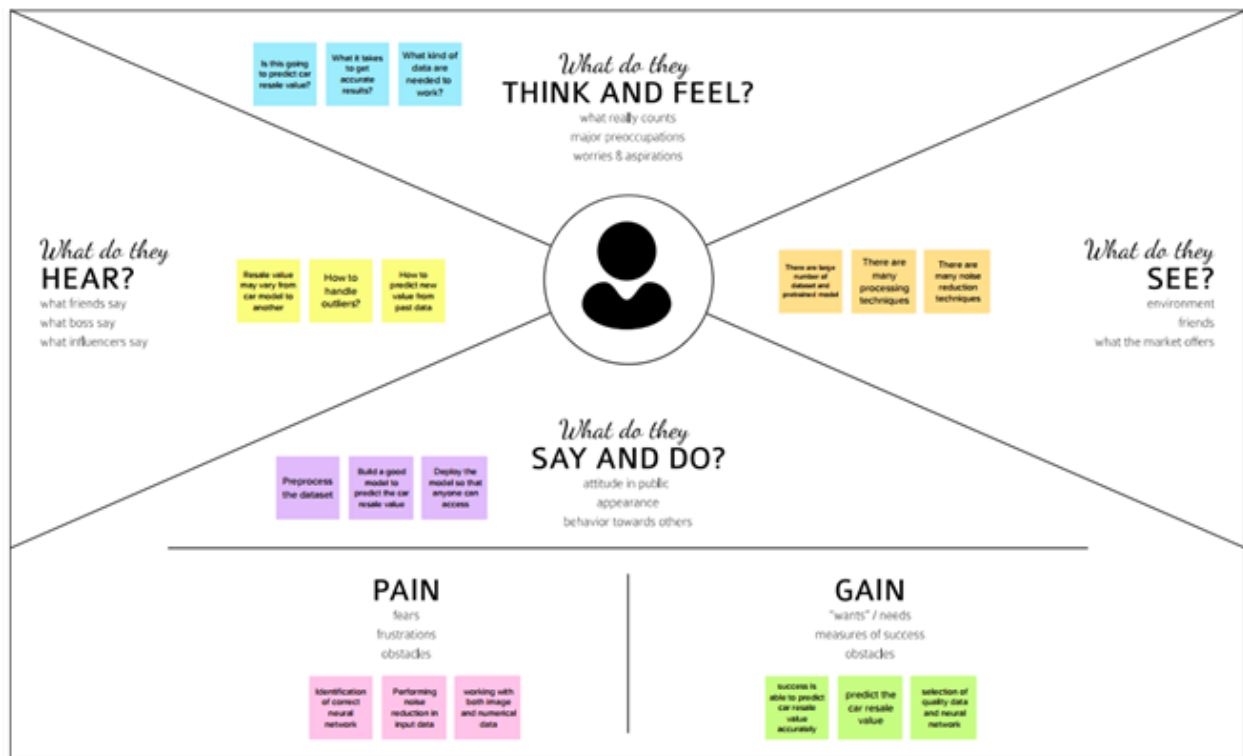 Is this going
to predict car
resale value?
What it takes
to get
accurate
results?
What kind of
data are
needed to
work?
What do they
THINK AND FEEL?
what really counts
major preoccupations
worries & aspirations
What do they
HEAR?
what friends say
what boss say
what influencers say
Resale value
may vary from
car model to
another
How to
handle
outliers?
How to
predict new
value from
past data
There are large
number of
dataset and
pretrained model
There are
many
processing
techniques
There are
many noise
reduction
techniques
What do they
SEE?
environment
friends
what the market offers
What do they
SAY AND DO?
attitude in public
appearance
behavior towards others
Preprocess
the dataset
Build a good
model to
predict the car
resale value
Deploy the
model so that
anyone can
access
PAIN
fears
frustrations
obstacles
Identification
of correct
neural
network
Performing
noise
reduction in
input data
working with
both image
and numerical
data
GAIN
"wants" / needs
measures of success
obstacles
success is
able to predict
car resale
value
accurately
predict the
car resale
value
selection of
quality data
and neural
network